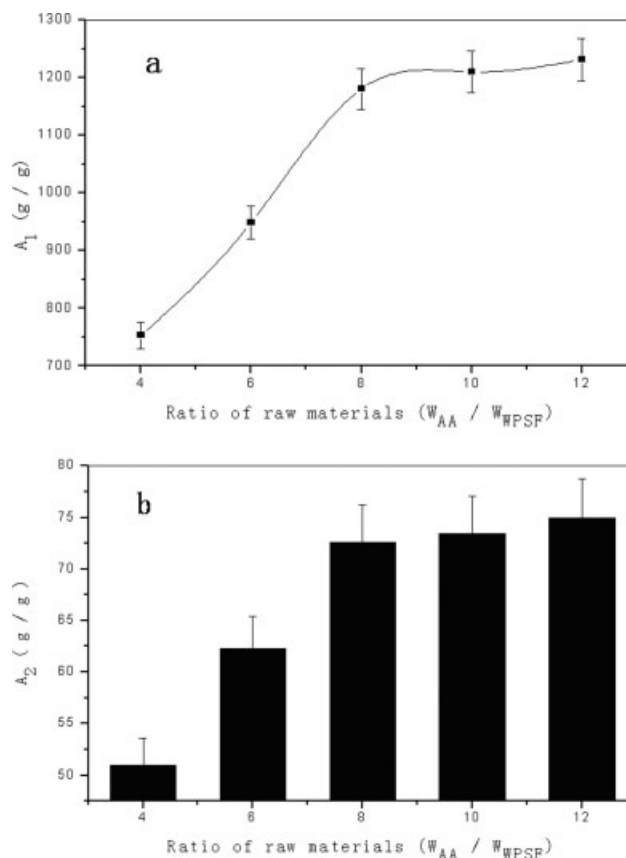 1300
1200
1100
1000
900
800
700
a
A1 (g / g)
4 6 8 10 12
Ratio of raw materials (WAA / WWPSF)
80
75
70
65
60
55
50
b
A2 (g / g)
4 6 8 10 12
Ratio of raw materials (WAA / WWPSF)